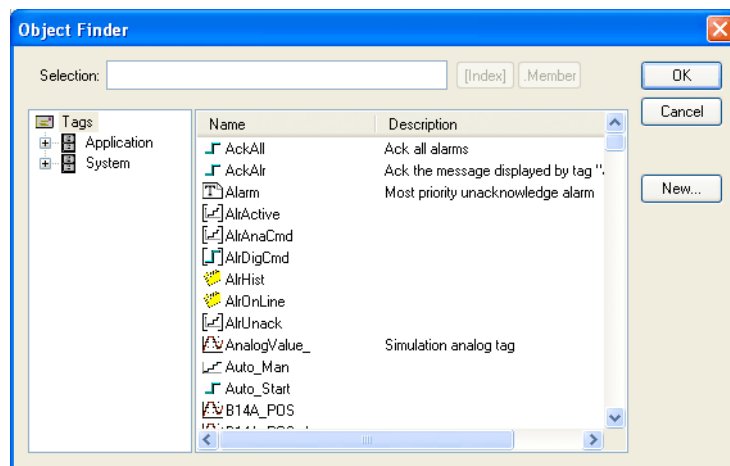 Object Finder
Selection: [Index] .Member OK
Cancel
New...
Tags
Application
System
Name Description
AckAll Ack all alarms
AckAlr Ack the message displayed by tag "
Alarm Most priority unacknowledge alarm
AlrActive
AlrAnaCmd
AlrDigCmd
AlrHist
AlrOnLine
AlrUnack
AnalogValue_ Simulation analog tag
Auto_Man
Auto_Start
B14A_POS